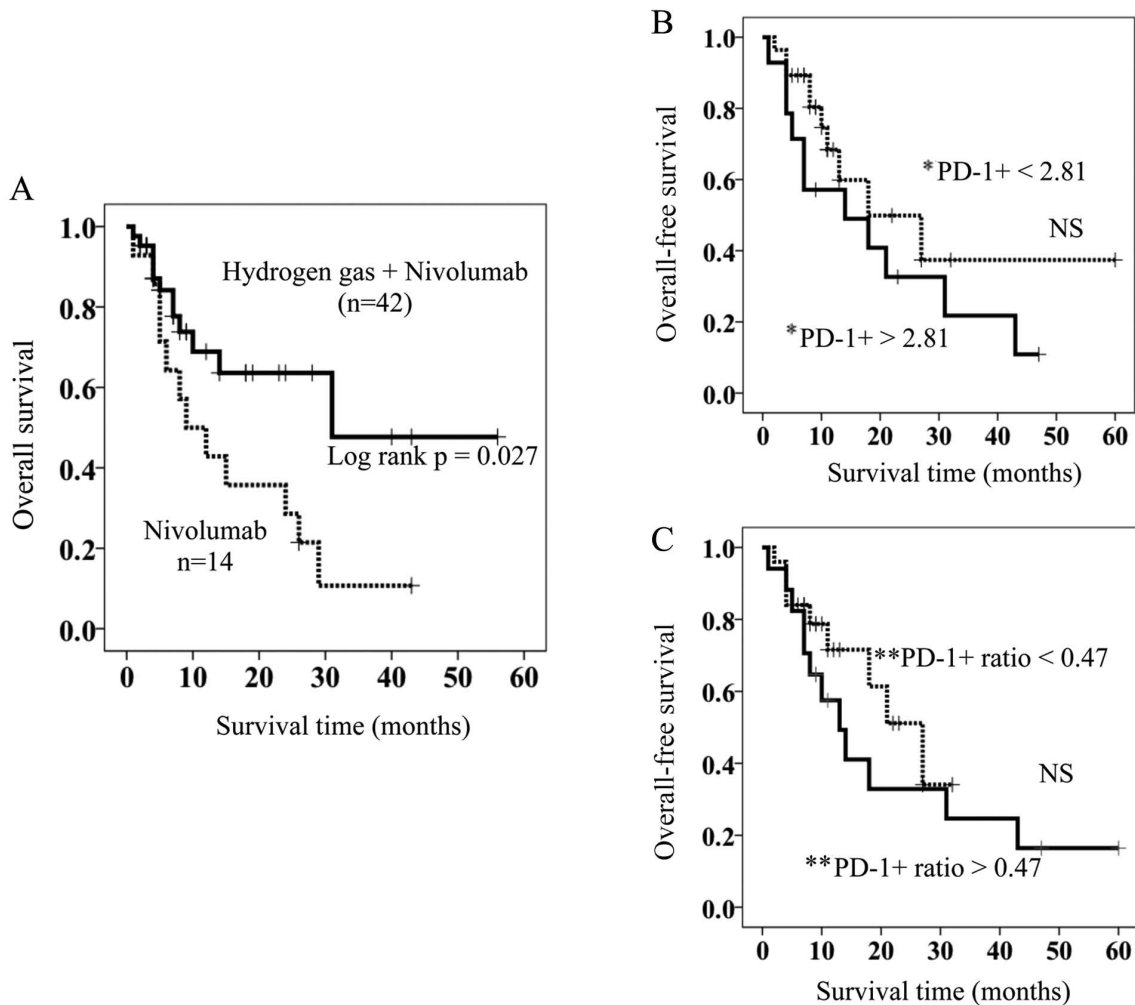 A
Overall survival
1.0
0.8
0.6
0.4
0.2
0.0
Hydrogen gas + Nivolumab
(n=42)
Log rank p = 0.027
Nivolumab
n=14
0 10 20 30 40 50 60
Survival time (months)
B
Overall-free survival
1.0
0.8
0.6
0.4
0.2
0.0
*PD-1+ < 2.81
NS
*PD-1+ > 2.81
0 10 20 30 40 50 60
Survival time (months)
C
Overall-free survival
1.0
0.8
0.6
0.4
0.2
0.0
**PD-1+ ratio < 0.47
NS
**PD-1+ ratio > 0.47
0 10 20 30 40 50 60
Survival time (months)